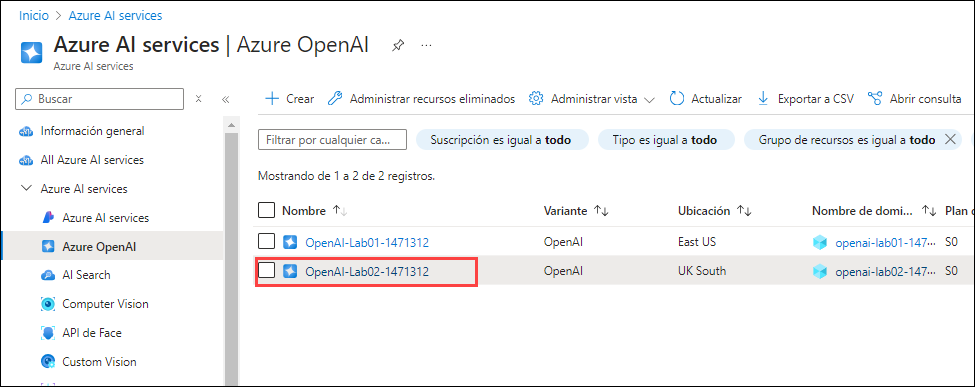 Inicio > Azure AI services
Azure AI services | Azure OpenAI
Azure AI services
Buscar
Crear Administrar recursos eliminados Administrar vista Actualizar Exportar a CSV Abrir consulta
Información general
All Azure AI services
Azure AI services
Azure AI services
Azure OpenAI
AI Search
Computer Vision
API de Face
Custom Vision
Filtrar por cualquier ca... Suscripción es igual a todo Tipo es igual a todo Grupo de recursos es igual a todo
Mostrando de 1 a 2 de 2 registros.
Nombre Variante Ubicación Nombre de domi... Plan d
OpenAI-Lab01-1471312 OpenAI East US openai-lab01-147... S0
OpenAI-Lab02-1471312 OpenAI UK South openai-lab02-147... S0